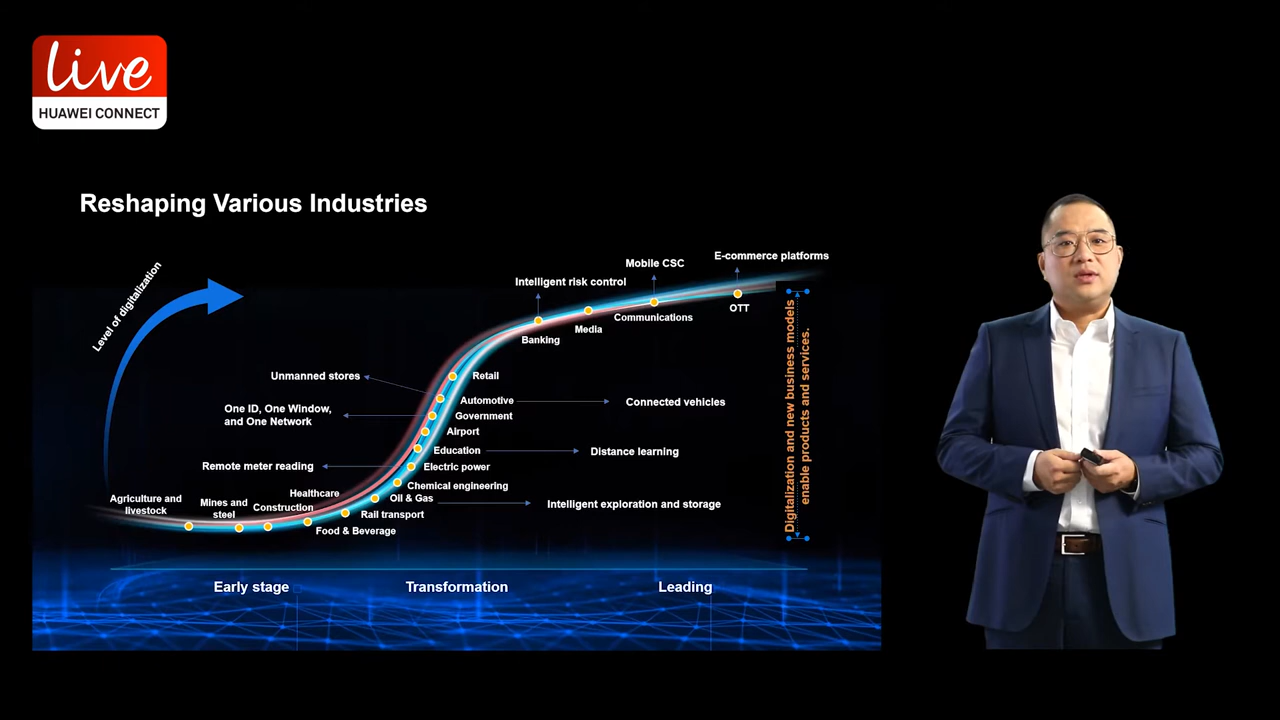 live
HUAWEI CONNECT
Reshaping Various Industries
Level of digitalization
E-commerce platforms
Mobile CSC
Intelligent risk control
OTT
Communications
Media
Banking
Unmanned stores
Retail
Automotive
Connected vehicles
One ID, One Window,
and One Network
Government
Airport
Education
Distance learning
Remote meter reading
Electric power
Chemical engineering
Healthcare
Oil & Gas
Intelligent exploration and storage
Agriculture and
livestock
Mines and
steel
Construction
Rail transport
Food & Beverage
Digitalization and new business models
enable products and services.
Early stage
Transformation
Leading